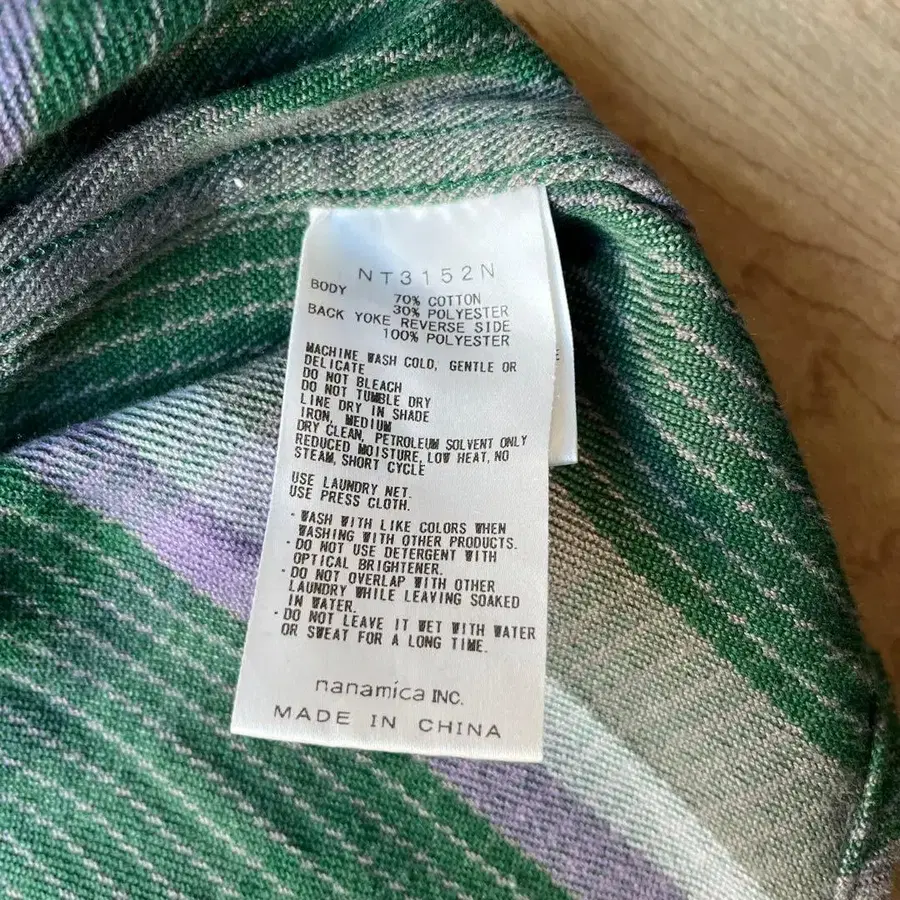 NT3152N
BODY 70% COTTON
30% POLYESTER
BACK YOKE REVERSE SIDE
100% POLYESTER
MACHINE WASH COLD, GENTLE OR
DELICATE
DO NOT BLEACH
DO NOT TUMBLE DRY
LINE DRY IN SHADE
IRON, MEDIUM
DRY CLEAN, PETROLEUM SOLVENT ONLY
REDUCED MOISTURE, LOW HEAT, NO
STEAM, SHORT CYCLE
USE LAUNDRY NET.
USE PRESS CLOTH.
・WASH WITH LIKE COLORS WHEN
WASHING WITH OTHER PRODUCTS.
・DO NOT USE DETERGENT WITH
OPTICAL BRIGHTENER.
・DO NOT OVERLAP WITH OTHER
LAUNDRY WHILE LEAVING SOAKED
IN WATER.
・DO NOT LEAVE IT WET WITH WATER
OR SWEAT FOR A LONG TIME.
nanamica INC.
MADE IN CHINA
E